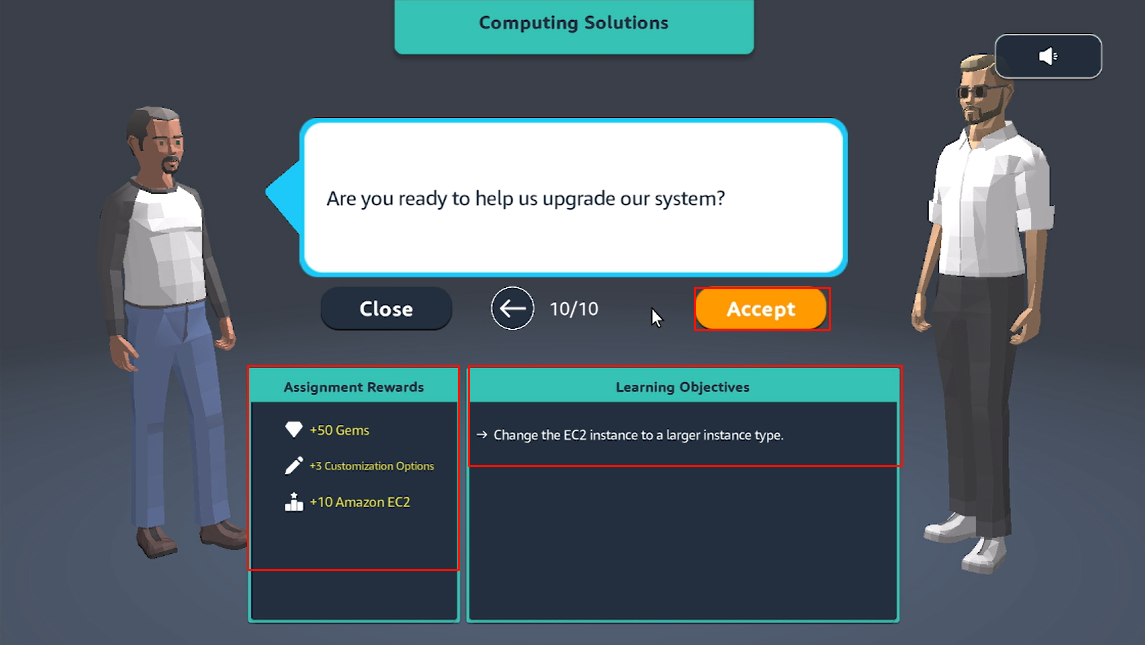 Computing Solutions
Are you ready to help us upgrade our system?
Close
10/10
Accept
Assignment Rewards
+50 Gems
+3 Customization Options
+10 Amazon EC2
Learning Objectives
→ Change the EC2 instance to a larger instance type.